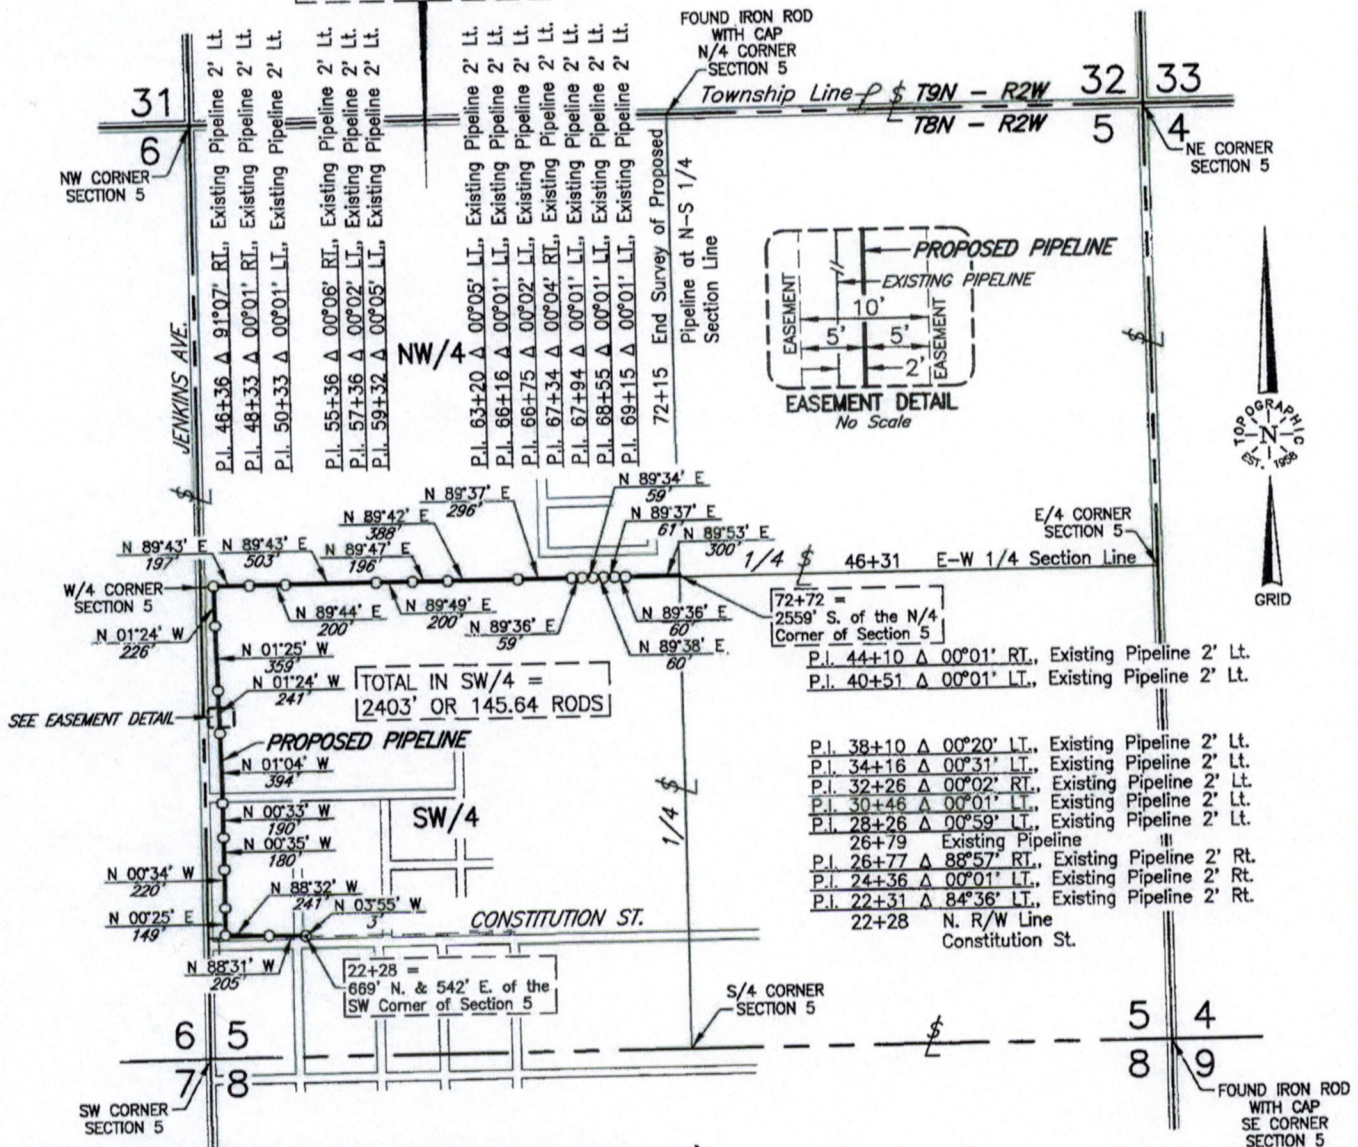 FOUND IRON ROD
WITH CAP
N/4 CORNER
SECTION 5
31
6
32
33
5
4
Township Line
T9N - R2W
T8N - R2W
NW CORNER
SECTION 5
NE CORNER
SECTION 5
JENKINS AVE.
P.I. 46+36 Δ 91°07' RT., Existing Pipeline 2' Lt.
P.I. 48+33 Δ 00°01' RT., Existing Pipeline 2' Lt.
P.I. 50+33 Δ 00°01' LT., Existing Pipeline 2' Lt.
P.I. 55+36 Δ 00°06' RT., Existing Pipeline 2' Lt.
P.I. 57+36 Δ 00°02' LT., Existing Pipeline 2' Lt.
P.I. 59+32 Δ 00°05' LT., Existing Pipeline 2' Lt.
NW/4
P.I. 63+20 Δ 00°05' LT., Existing Pipeline 2' Lt.
P.I. 66+16 Δ 00°01' LT., Existing Pipeline 2' Lt.
P.I. 66+75 Δ 00°02' LT., Existing Pipeline 2' Lt.
P.I. 67+34 Δ 00°04' RT., Existing Pipeline 2' Lt.
P.I. 67+94 Δ 00°01' LT., Existing Pipeline 2' Lt.
P.I. 68+55 Δ 00°01' LT., Existing Pipeline 2' Lt.
P.I. 69+15 Δ 00°01' LT., Existing Pipeline 2' Lt.
72+15 End Survey of Proposed
Pipeline at N-S 1/4
Section Line
PROPOSED PIPELINE
EXISTING PIPELINE
EASEMENT
10'
5'
5'
2'
EASEMENT
EASEMENT DETAIL
No Scale
TOPOGRAPHIC
N
EST. 1958
GRID
N 89°34' E
59'
N 89°37' E
296'
N 89°37' E
61'
N 89°42' E
388'
N 89°53' E
300'
N 89°43' E
197'
N 89°43' E
503'
N 89°47' E
196'
E/4 CORNER
SECTION 5
1/4
46+31
E-W 1/4 Section Line
W/4 CORNER
SECTION 5
N 89°44' E
200'
N 89°49' E
200'
N 89°36' E
59'
N 89°36' E
60'
N 89°38' E
60'
72+72 =
2559' S. of the N/4
Corner of Section 5
N 01°24' W
226'
N 01°25' W
359'
N 01°24' W
241'
TOTAL IN SW/4 =
2403' OR 145.64 RODS
SEE EASEMENT DETAIL
PROPOSED PIPELINE
N 01°04' W
394'
SW/4
1/4
P.I. 44+10 Δ 00°01' RT., Existing Pipeline 2' Lt.
P.I. 40+51 Δ 00°01' LT., Existing Pipeline 2' Lt.
P.I. 38+10 Δ 00°20' LT., Existing Pipeline 2' Lt.
P.I. 34+16 Δ 00°31' LT., Existing Pipeline 2' Lt.
P.I. 32+26 Δ 00°02' RT., Existing Pipeline 2' Lt.
P.I. 30+46 Δ 00°01' LT., Existing Pipeline 2' Lt.
P.I. 28+26 Δ 00°59' LT., Existing Pipeline 2' Lt.
26+79 Existing Pipeline
P.I. 26+77 Δ 88°57' RT., Existing Pipeline 2' Rt.
P.I. 24+36 Δ 00°01' LT., Existing Pipeline 2' Rt.
P.I. 22+31 Δ 84°36' LT., Existing Pipeline 2' Rt.
22+28 N. R/W Line
Constitution St.
N 00°33' W
190'
N 00°35' W
180'
N 00°34' W
220'
N 88°32' W
241'
N 03°55' W
3'
N 00°25' E
149'
CONSTITUTION ST.
N 88°31' W
205'
22+28 =
669' N. & 542' E. of the
SW Corner of Section 5
S/4 CORNER
SECTION 5
6
5
7
8
5
4
8
9
SW CORNER
SECTION 5
FOUND IRON ROD
WITH CAP
SE CORNER
SECTION 5